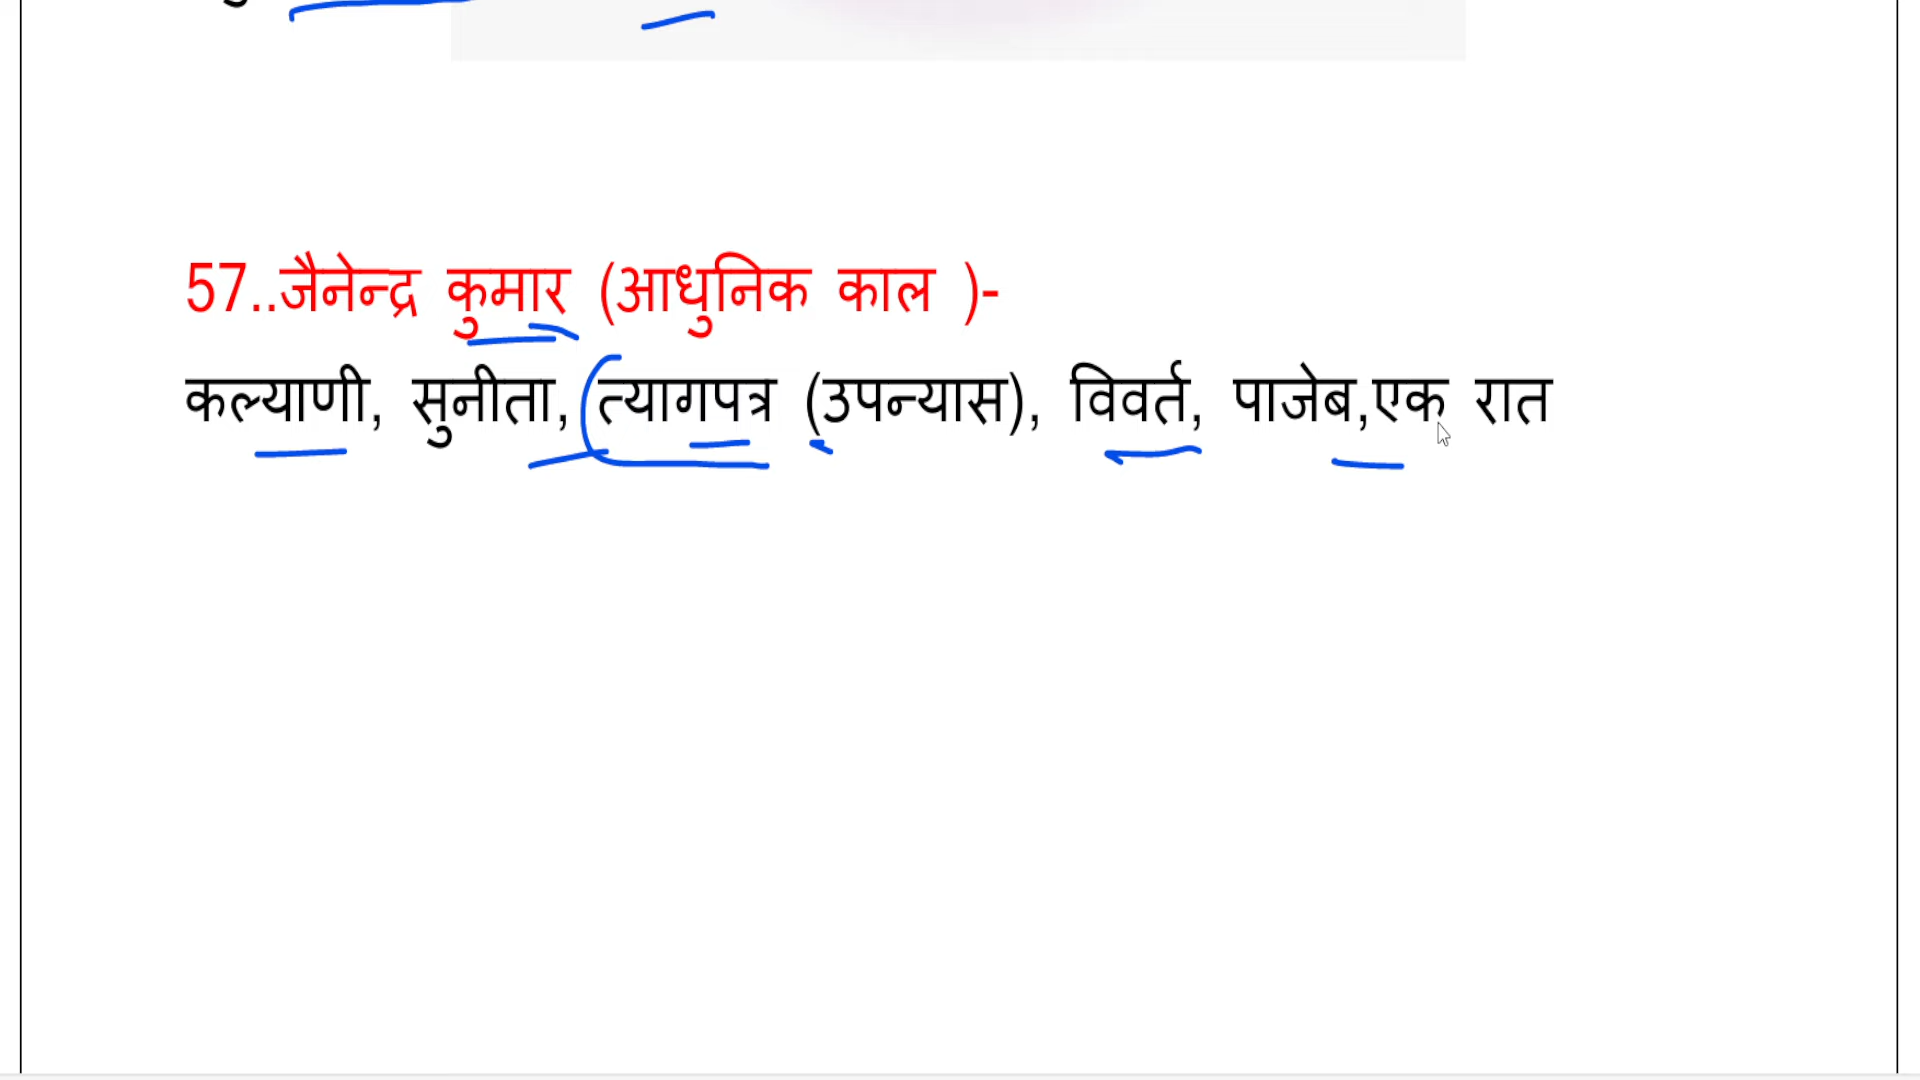 57..जैनेन्द्र कुमार (आधुनिक काल )-
कल्याणी, सुनीता, त्यागपत्र (उपन्यास), विवर्त, पाजेब,एक रात